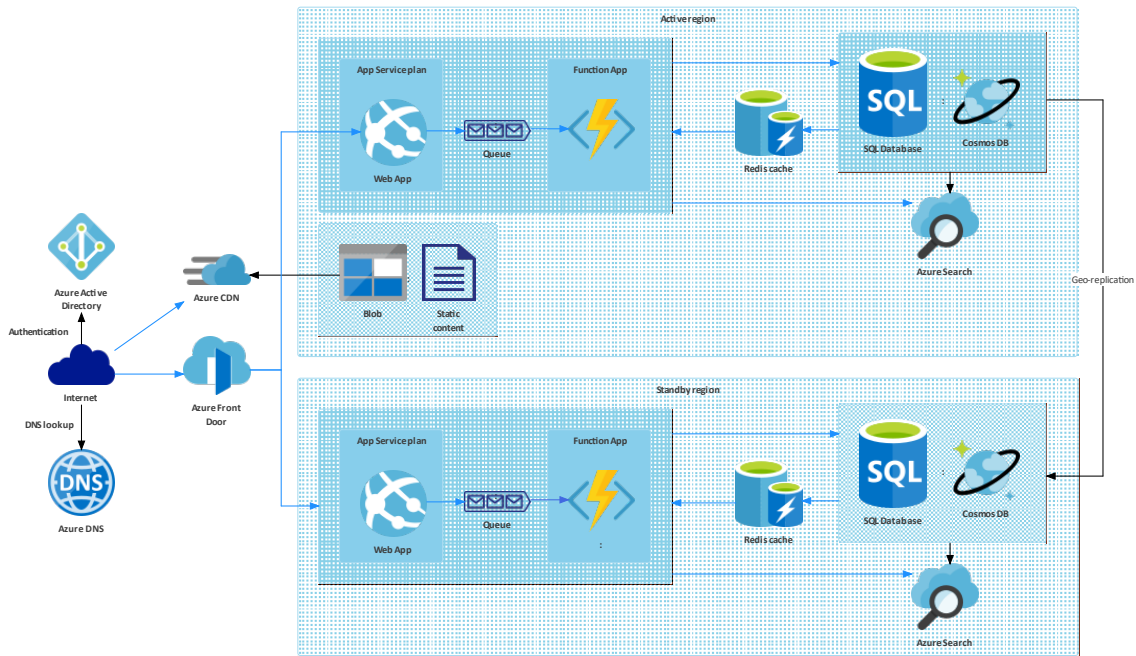 Active region
App Service plan
Function App
SQL
:
Queue
SQL Database
Cosmos DB
Web App
Redis cache
Azure Search
Geo-replication
Azure Active
Directory
Azure CDN
:
Blob
Static
content
Authentication
Internet
Azure Front
Door
DNS lookup
DNS
Azure DNS
Standby region
App Service plan
Function App
SQL
:
Queue
SQL Database
Cosmos DB
Web App
:
Redis cache
Azure Search